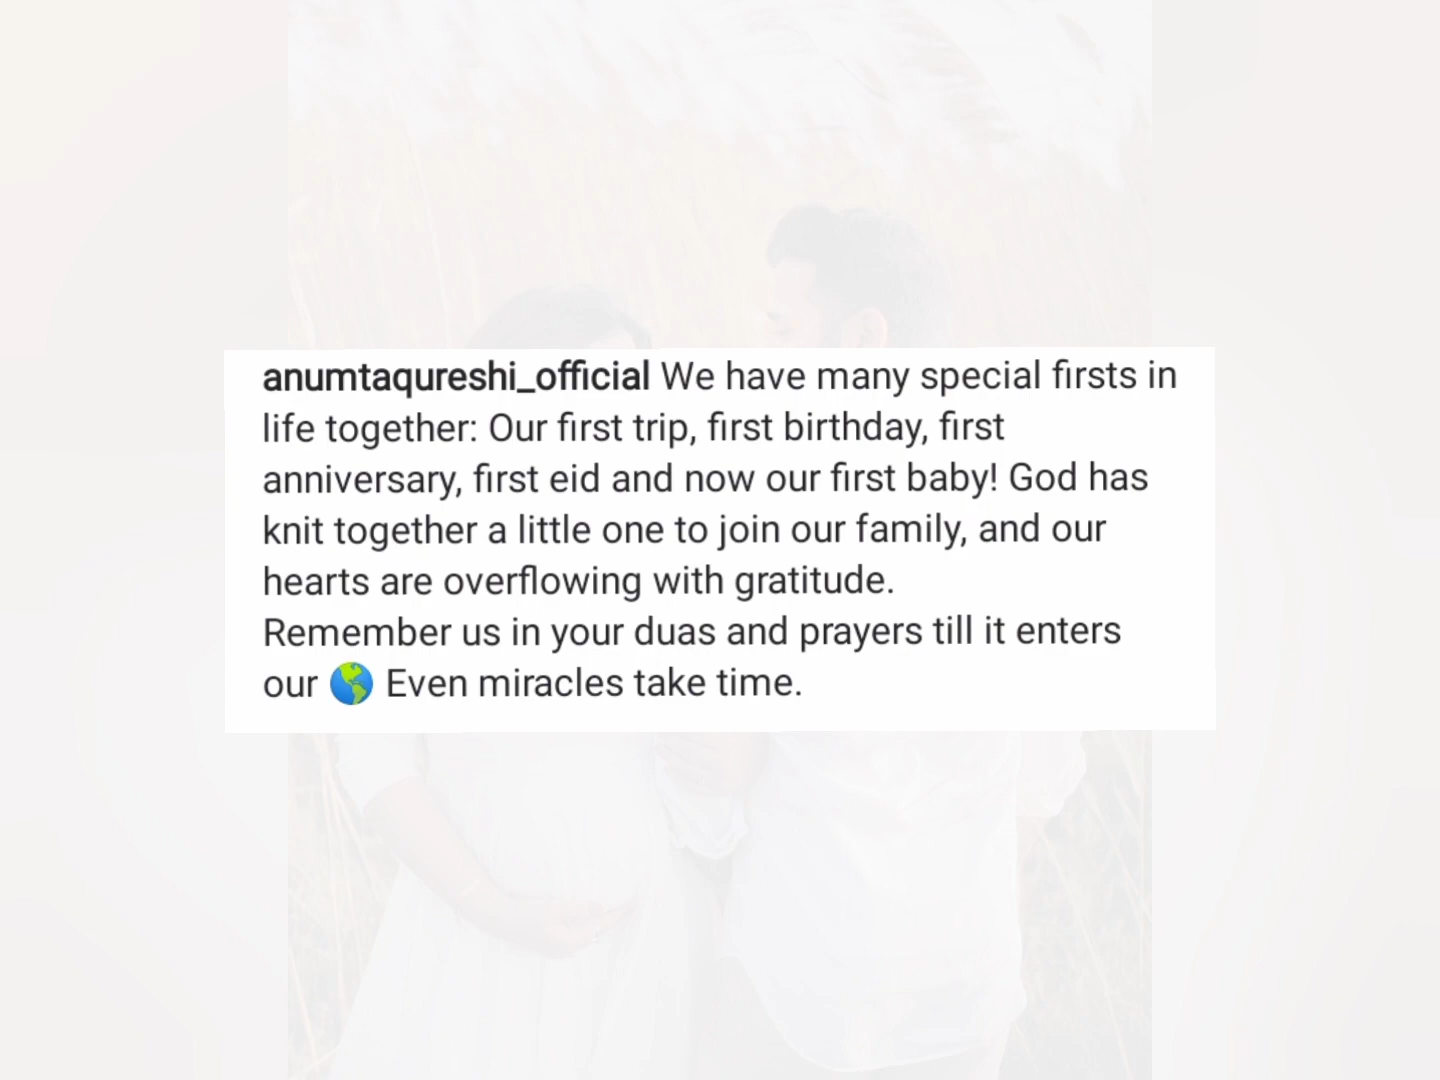 anumtaqureshi_official We have many special firsts in
life together: Our first trip, first birthday, first
anniversary, first eid and now our first baby! God has
knit together a little one to join our family, and our
hearts are overflowing with gratitude.
Remember us in your duas and prayers till it enters
our 🌎 Even miracles take time.